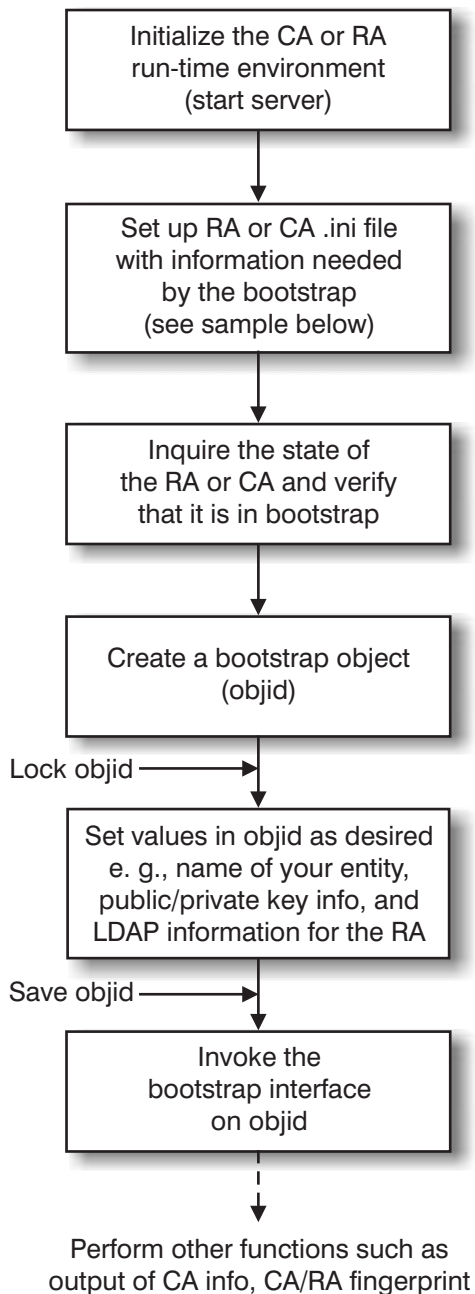 Initialize the CA or RA
run-time environment
(start server)
Set up RA or CA .ini file
with information needed
by the bootstrap
(see sample below)
Inquire the state of
the RA or CA and verify
that it is in bootstrap
Create a bootstrap object
(objid)
Lock objid
Set values in objid as desired
e. g., name of your entity,
public/private key info, and
LDAP information for the RA
Save objid
Invoke the
bootstrap interface
on objid
Perform other functions such as
output of CA info, CA/RA fingerprint